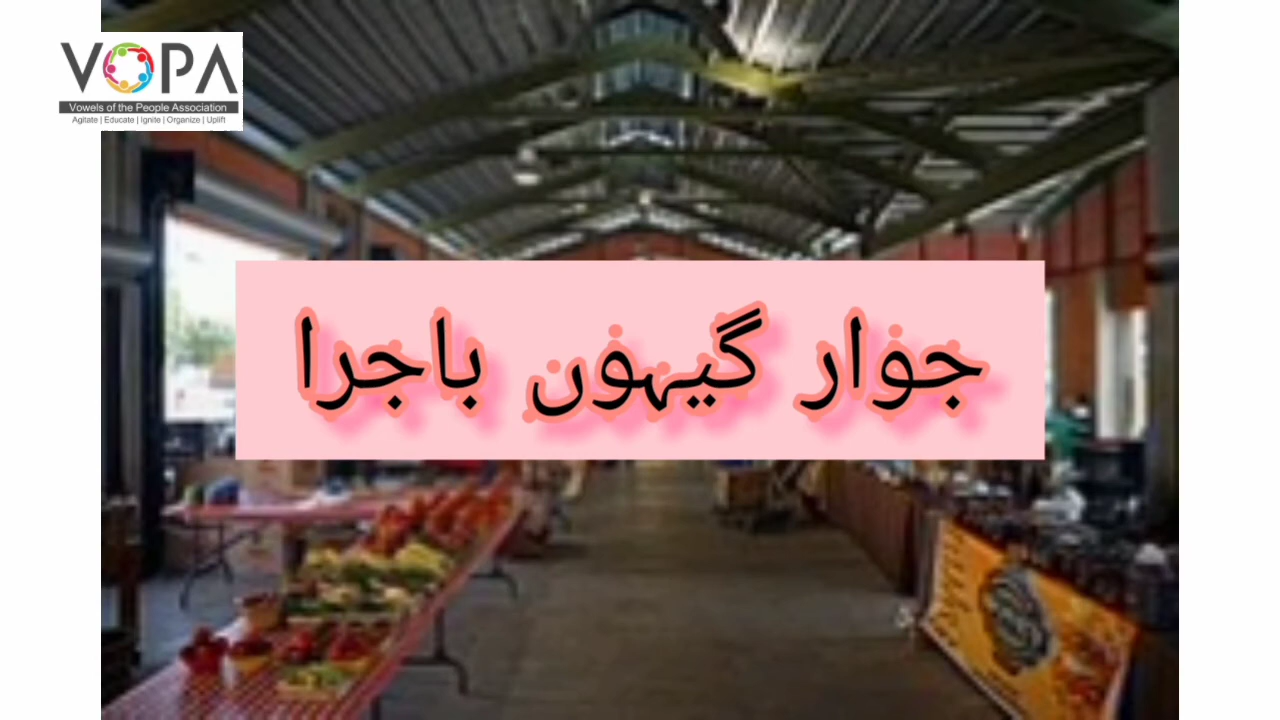 VOPA
Vowels of the People Association
Agitate | Educate | Ignite | Organize | Uplift
جوار گیہوں باجرا